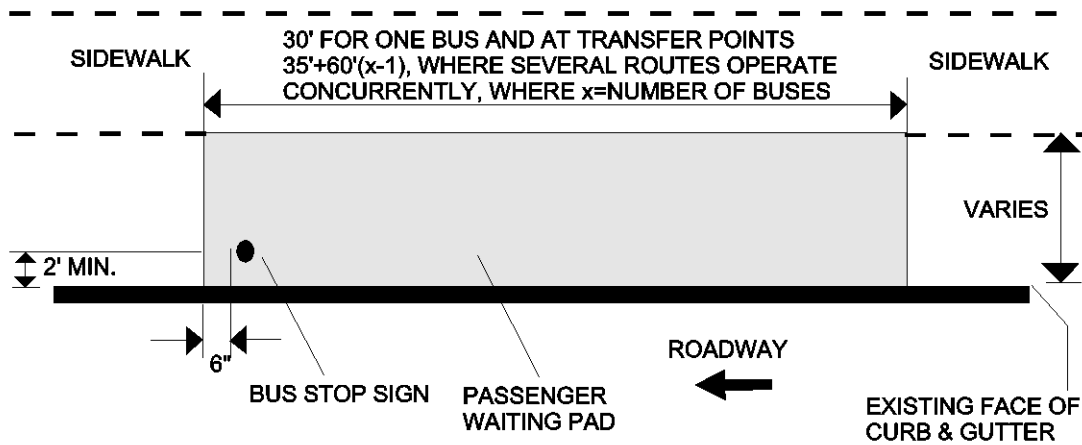 30' FOR ONE BUS AND AT TRANSFER POINTS
35'+60'(x-1), WHERE SEVERAL ROUTES OPERATE
CONCURRENTLY, WHERE x=NUMBER OF BUSES
SIDEWALK
SIDEWALK
VARIES
2' MIN.
6"
BUS STOP SIGN
PASSENGER
WAITING PAD
ROADWAY
EXISTING FACE OF
CURB & GUTTER